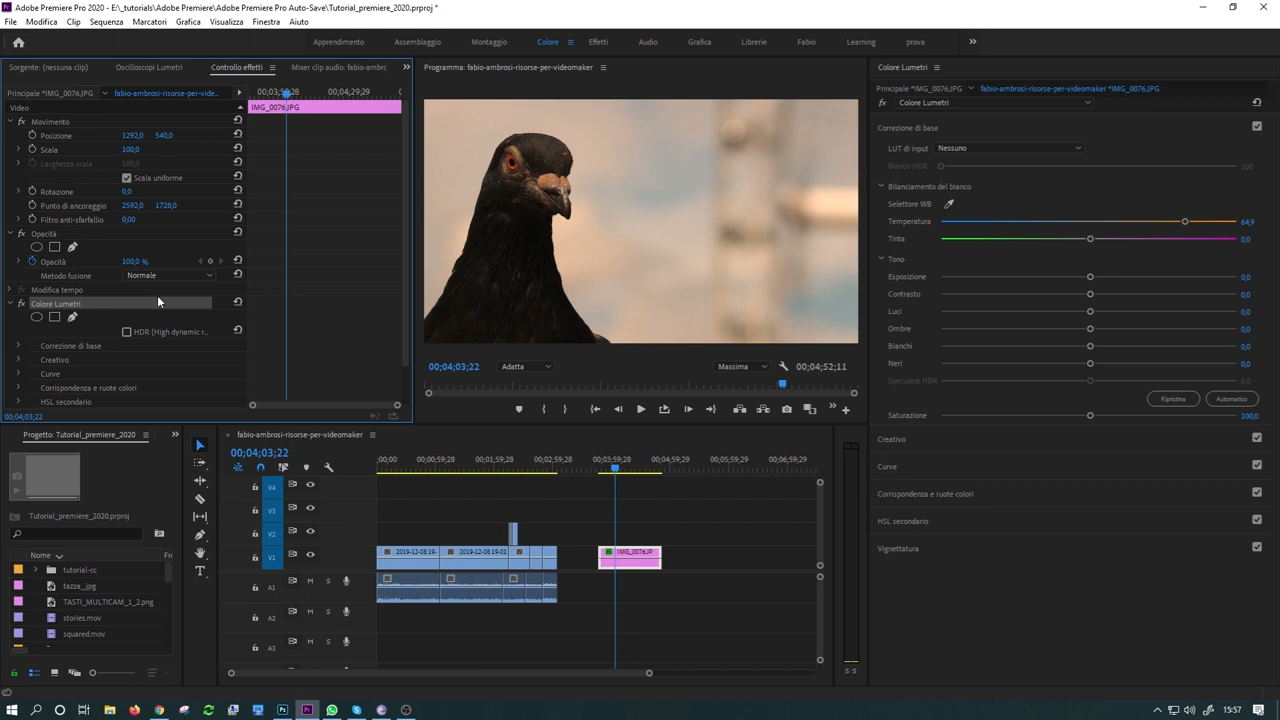 Adobe Premiere Pro 2020 - E:\_tutorials\Adobe Premiere\Adobe Premiere Pro Auto-Save\Tutorial_premiere_2020.prproj *
File Modifica Clip Sequenza Marcatori Grafica Visualizza Finestra Aiuto
Apprendimento Assemblaggio Montaggio Colore Effetti Audio Grafica Librerie Fabio Learning prova
Sorgente: (nessuna clip) Oscilloscopi Lumetri Controllo effetti Mixer clip audio: fabio-ambrc
Principale *IMG_0076.JPG fabio-ambrosi-risorse-per-vide...
00;03;59;28 00;04;29;29
Video
IMG_0076.JPG
Movimento
Posizione 1292,0 540,0
Scala 100,0
Larghezza scala 100,0
Scala uniforme
Rotazione 0,0
Punto di ancoraggio 2592,0 1728,0
Filtro anti-sfarfallio 0,00
Opacità
Opacità 100,0 %
Metodo fusione Normale
Modifica tempo
Colore Lumetri
HDR (High dynamic r...
Correzione di base
Creativo
Curve
Corrispondenza e ruote colori
HSL secondario
00;04;03;22
Programma: fabio-ambrosi-risorse-per-videomaker
00;04;03;22 Adatta Massima 00;04;52;11
Colore Lumetri
Principale *IMG_0076.JPG fabio-ambrosi-risorse-per-videomaker *IMG_0076.JPG
fx Colore Lumetri
Correzione di base
LUT di input Nessuno
Bianco HDR 100
Bilanciamento del bianco
Selettore WB
Temperatura 64,9
Tinta 0,0
Tono
Esposizione 0,0
Contrasto 0,0
Luci 0,0
Ombre 0,0
Bianchi 0,0
Neri 0,0
Speculare HDR 0,0
Ripristina Automatico
Saturazione 100,0
Creativo
Curve
Corrispondenza e ruote colori
HSL secondario
Vignettatura
Progetto: Tutorial_premiere_2020
Tutorial_premiere_2020.prproj
Nome Fr
tutorial-cc
tazza_.jpg
TASTI_MULTICAM_1_2.png
stories.mov
squared.mov
fabio-ambrosi-risorse-per-videomaker
00;04;03;22
;00;00 00;00;59;28 00;01;59;29 00;02;59;29 00;03;59;29 00;04;59;29 00;05;59;29 00;06;59;29
V4
V3
V2
V1 2019-12-08 19- 2019-12-08 19-01 IMG_0076.JP
A1 M S
A2 M S
A3 M S
S S
15:57